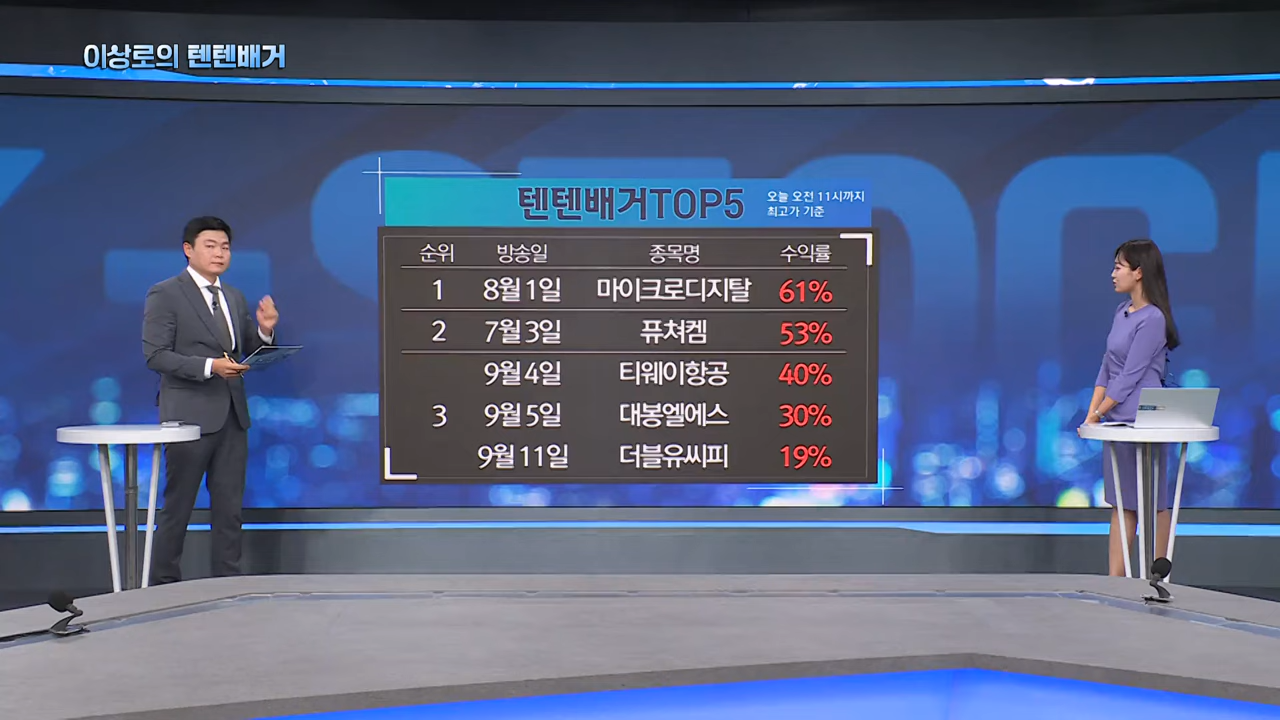 이상로의 텐텐배거
텐텐배거TOP5
오늘 오전 11시까지
최고가 기준
순위 방송일 종목명 수익률
1 8월 1일 마이크로디지탈 61%
2 7월 3일 퓨쳐켐 53%
9월 4일 티웨이항공 40%
3 9월 5일 대봉엘에스 30%
9월 11일 더블유씨피 19%